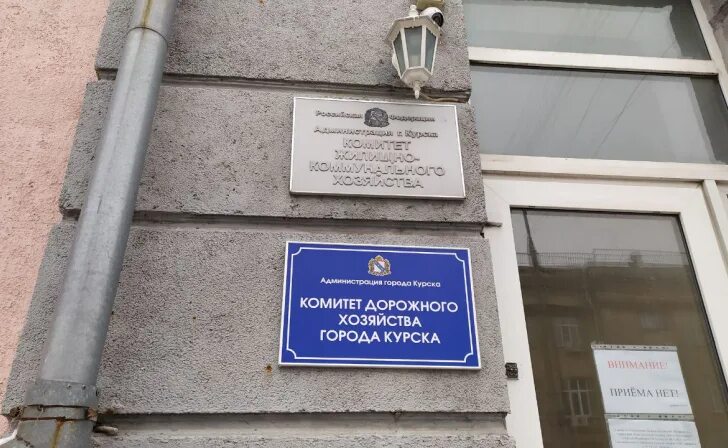 Российская Федерация
Администрация г. Курска
КОМИТЕТ
ЖИЛИЩНО-
КОММУНАЛЬНОГО
ХОЗЯЙСТВА
Администрация города Курска
КОМИТЕТ ДОРОЖНОГО
ХОЗЯЙСТВА
ГОРОДА КУРСКА
ВНИМАНИЕ!
ПРИЁМА НЕТ!